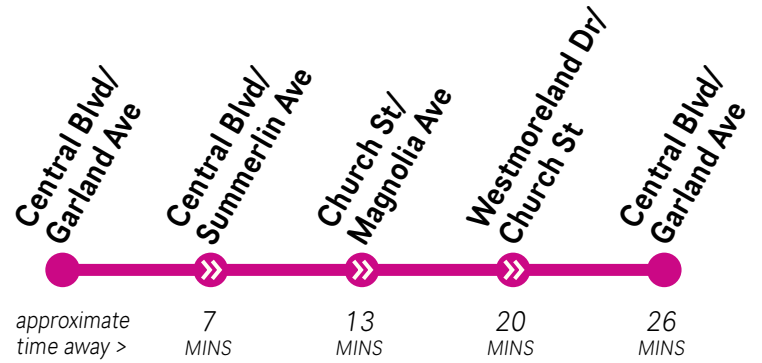 Central Blvd/
Garland Ave
Central Blvd/
Summerlin Ave
Church St/
Magnolia Ave
Westmoreland Dr/
Church St
Central Blvd/
Garland Ave
approximate
time away >
7
MINS
13
MINS
20
MINS
26
MINS